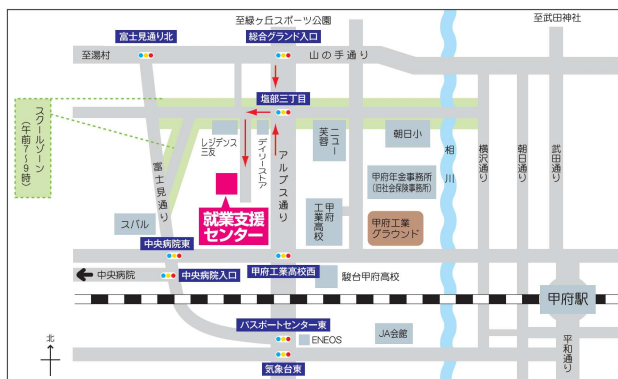 至緑ヶ丘スポーツ公園
至武田神社
富士見通り北
総合グランド入口
至湯村
山の手通り
塩部三丁目
スクールゾーン
(午前7〜9時)
レジデンス
三友
デイリーストア
アルプス通り
ニュー
芙蓉
朝日小
相川
横沢通り
朝日通り
武田通り
富士見通り
甲府年金事務所
(旧社会保険事務所)
就業支援
センター
甲府
工業高校
甲府工業
グラウンド
スバル
中央病院東
甲府工業高校西
中央病院
中央病院入口
駿台甲府高校
甲府駅
パスポートセンター東
ENEOS
JA会館
平和通り
北
気象台東